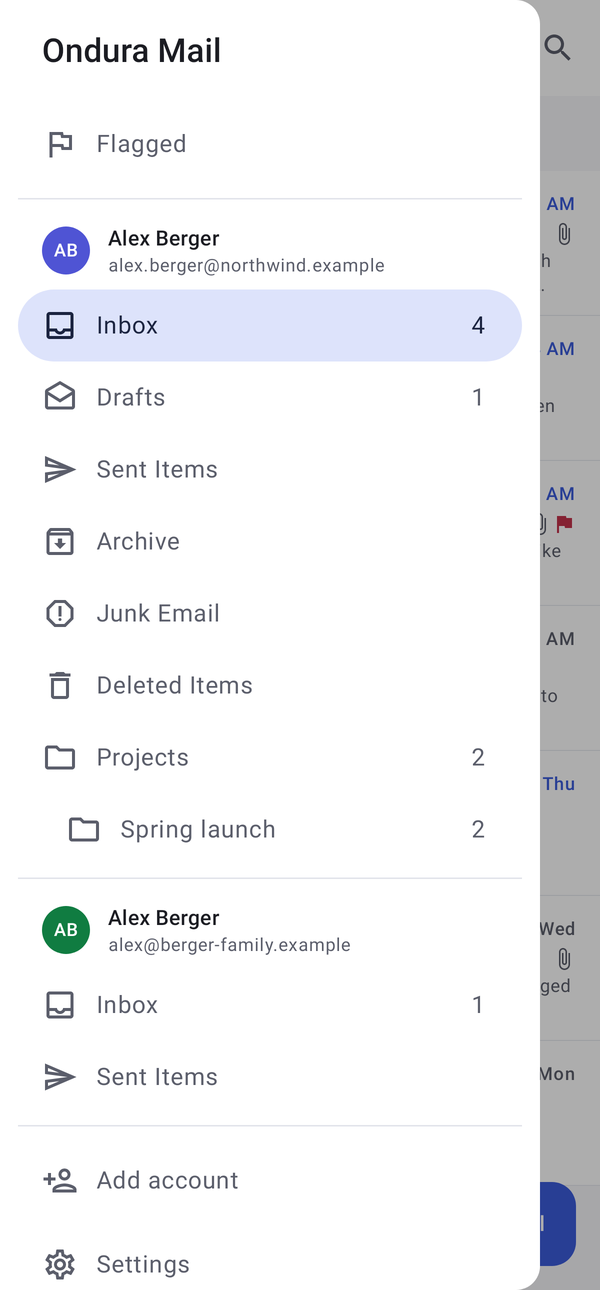 Ondura Mail
Flagged
AB
Alex Berger
alex.berger@northwind.example
Inbox 4
Drafts 1
Sent Items
Archive
Junk Email
Deleted Items
Projects 2
Spring launch 2
AB
Alex Berger
alex@berger-family.example
Inbox 1
Sent Items
Add account
Settings
AM
AM
AM
AM
to
Thu
Wed
Mon